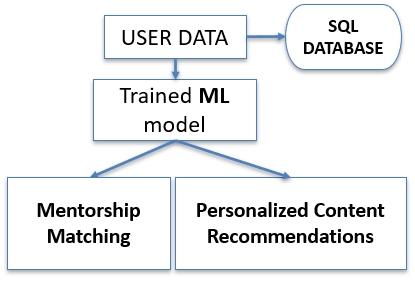 USER DATA
SQL
DATABASE
Trained ML
model
Mentorship
Matching
Personalized Content
Recommendations